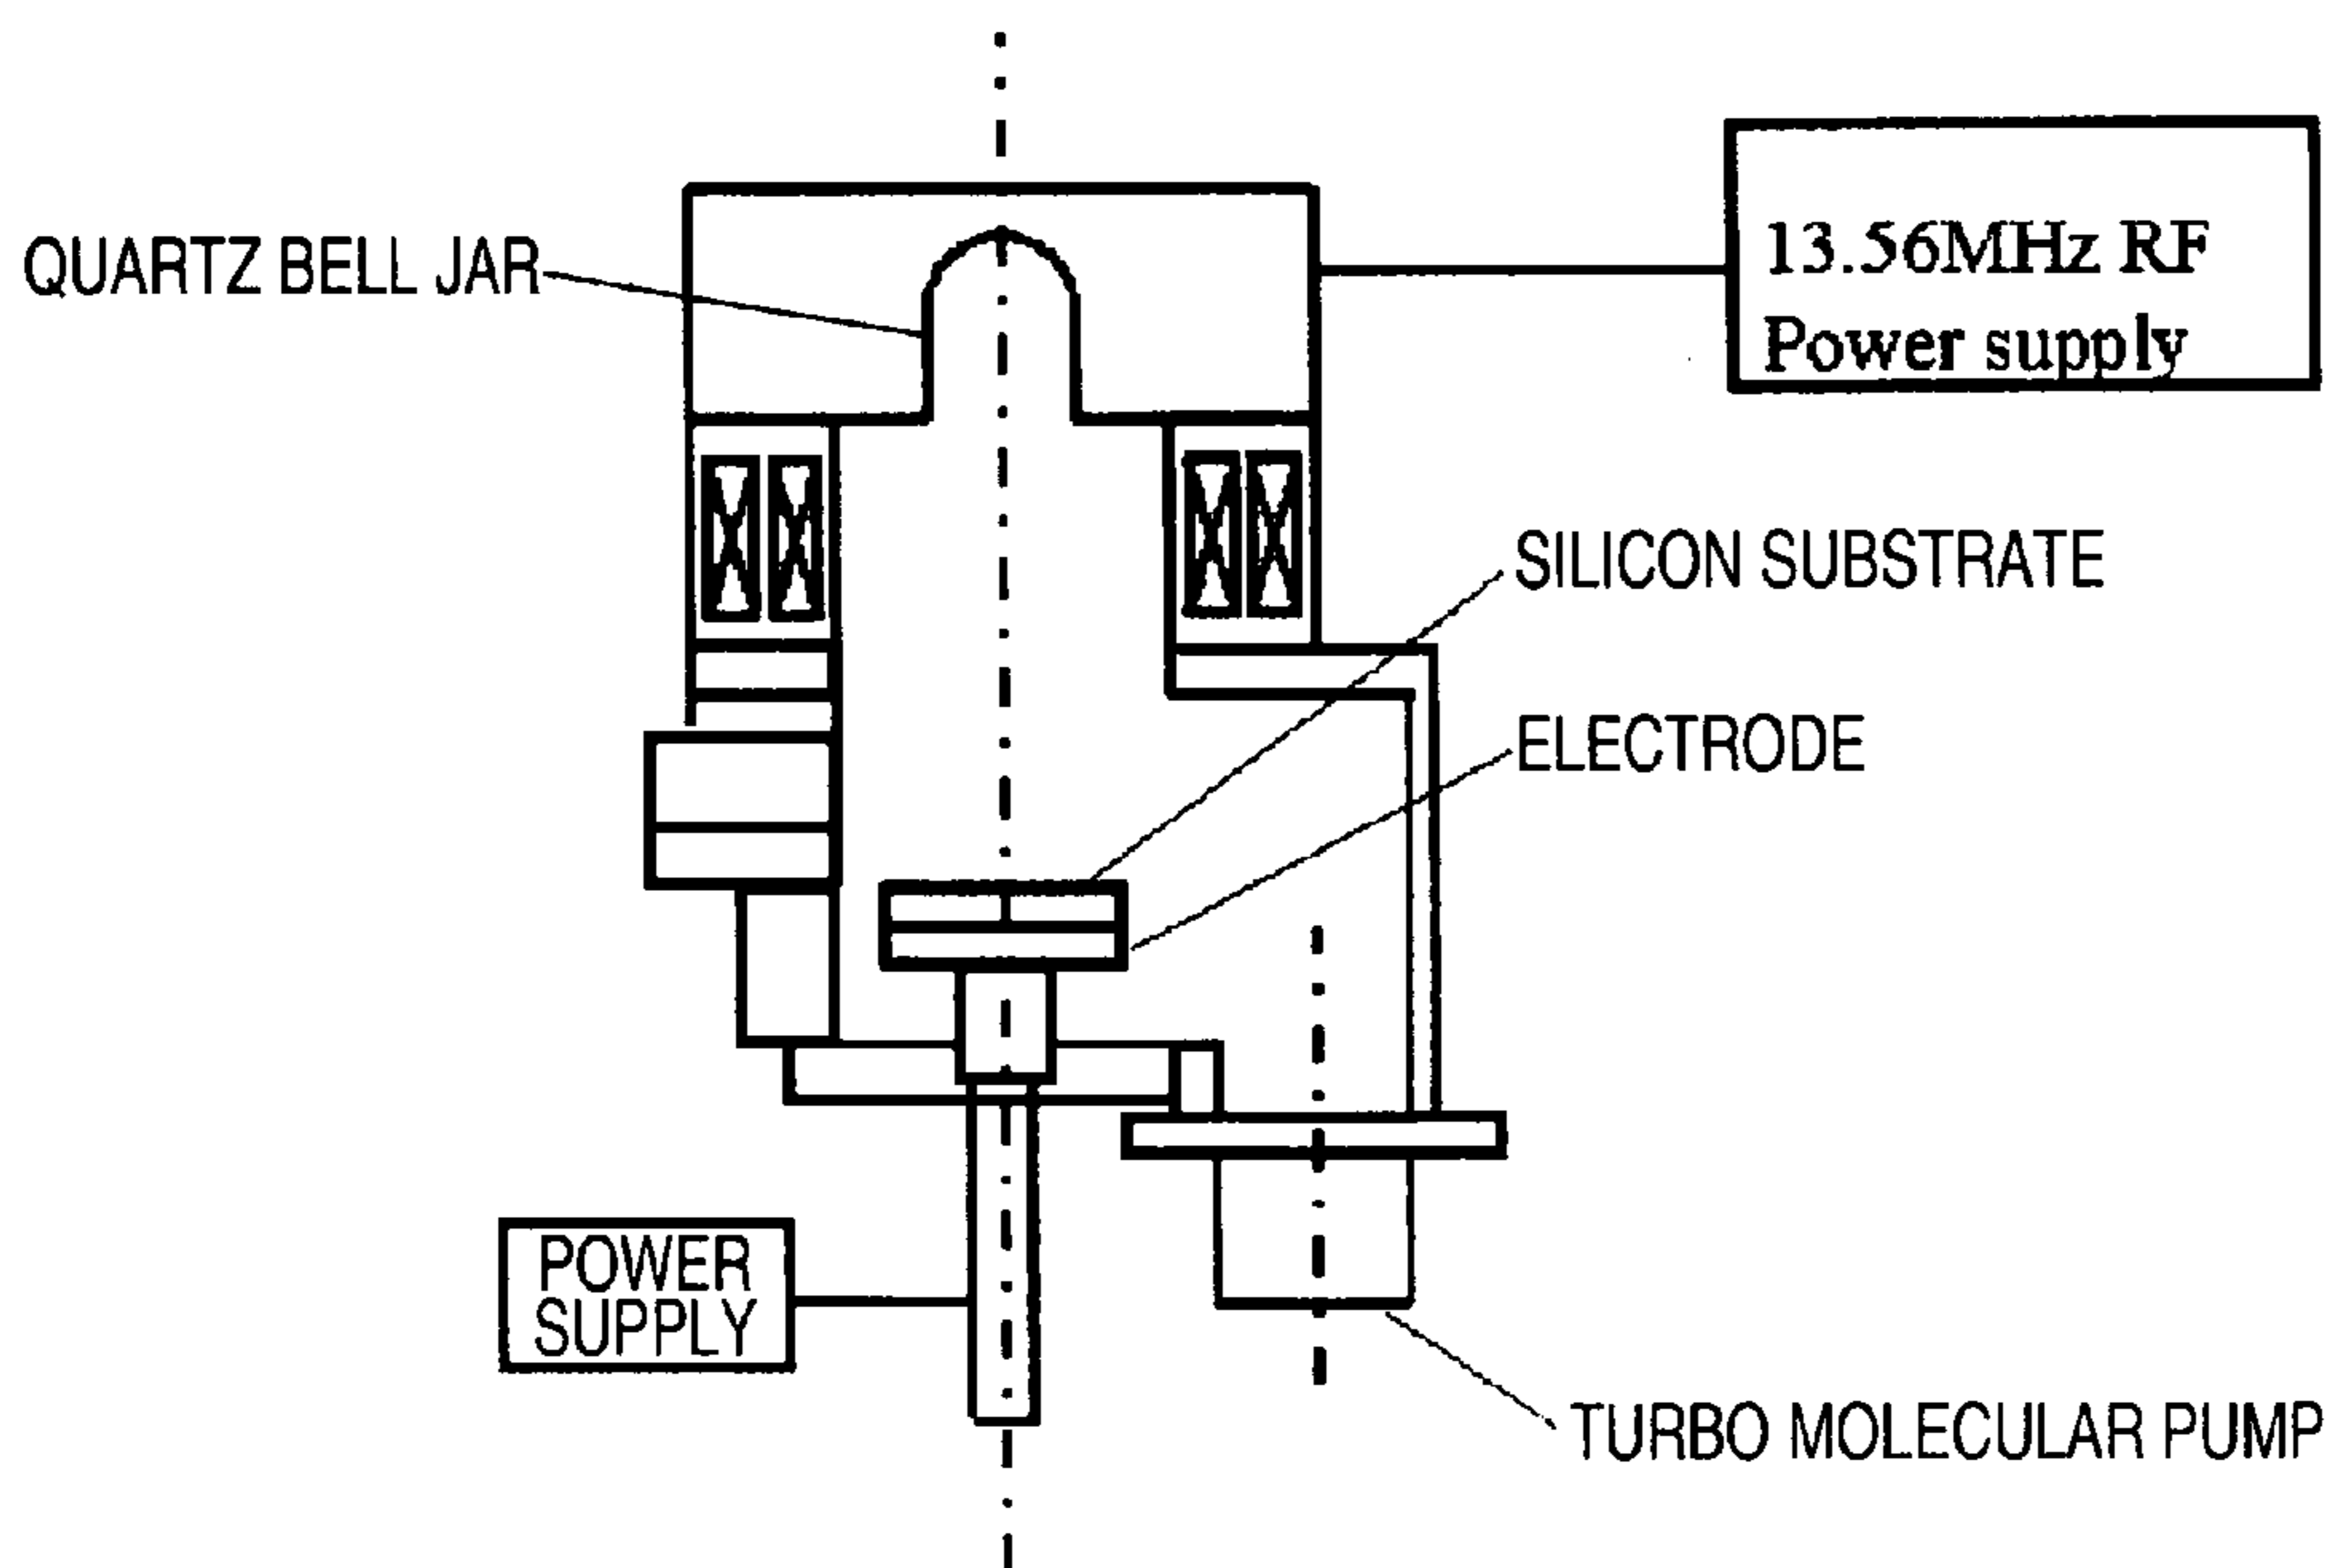 QUARTZ BELL JAR
13.56MHz RF
Power supply
SILICON SUBSTRATE
ELECTRODE
POWER
SUPPLY
TURBO MOLECULAR PUMP